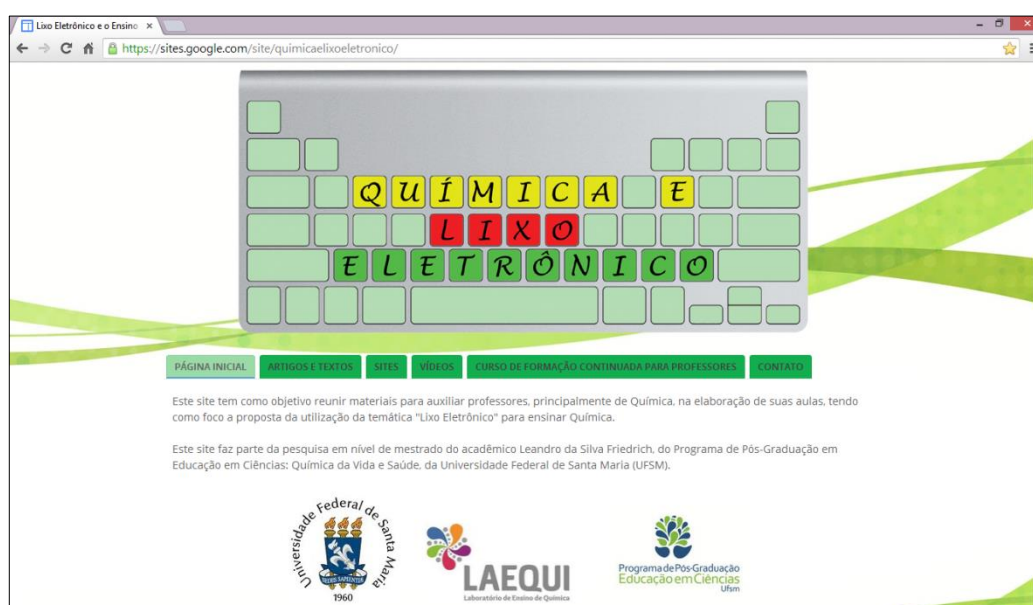 Lixo Eletrônico e o Ensino
https://sites.google.com/site/quimicaelixoeletronico/
QUÍMICA E
LIXO
ELETRÔNICO
PÁGINA INICIAL ARTIGOS E TEXTOS SITES VÍDEOS CURSO DE FORMAÇÃO CONTINUADA PARA PROFESSORES CONTATO
Este site tem como objetivo reunir materiais para auxiliar professores, principalmente de Química, na elaboração de suas aulas, tendo
como foco a proposta da utilização da temática "Lixo Eletrônico" para ensinar Química.
Este site faz parte da pesquisa em nível de mestrado do acadêmico Leandro da Silva Friedrich, do Programa de Pós-Graduação em
Educação em Ciências: Química da Vida e Saúde, da Universidade Federal de Santa Maria (UFSM).
Universidade Federal de Santa Maria
SEDES SAPIENTIAE
1960
LAEQUI
Laboratório de Ensino de Química
Programa de Pós-Graduação
Educação em Ciências
Ufsm